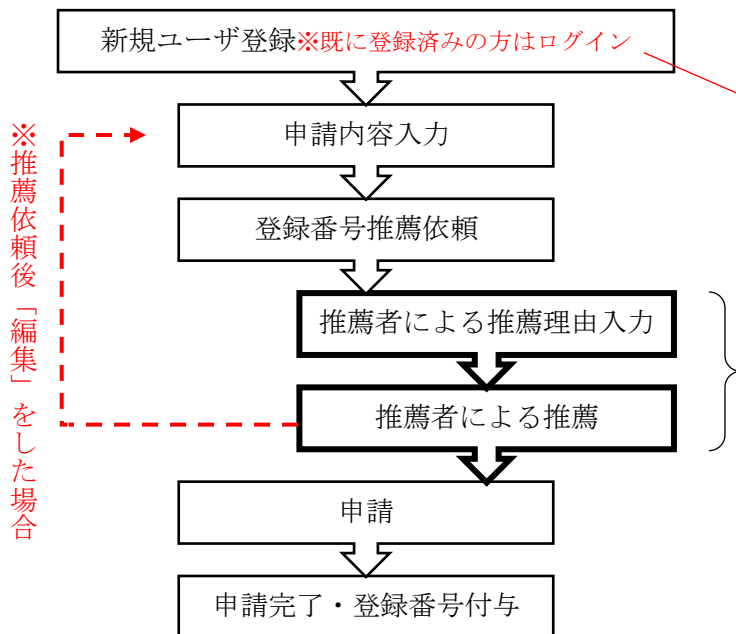 新規ユーザ登録※既に登録済みの方はログイン
申請内容入力
登録番号推薦依頼
推薦者による推薦理由入力
推薦者による推薦
申請
申請完了・登録番号付与
※推薦依頼後「編集」をした場合